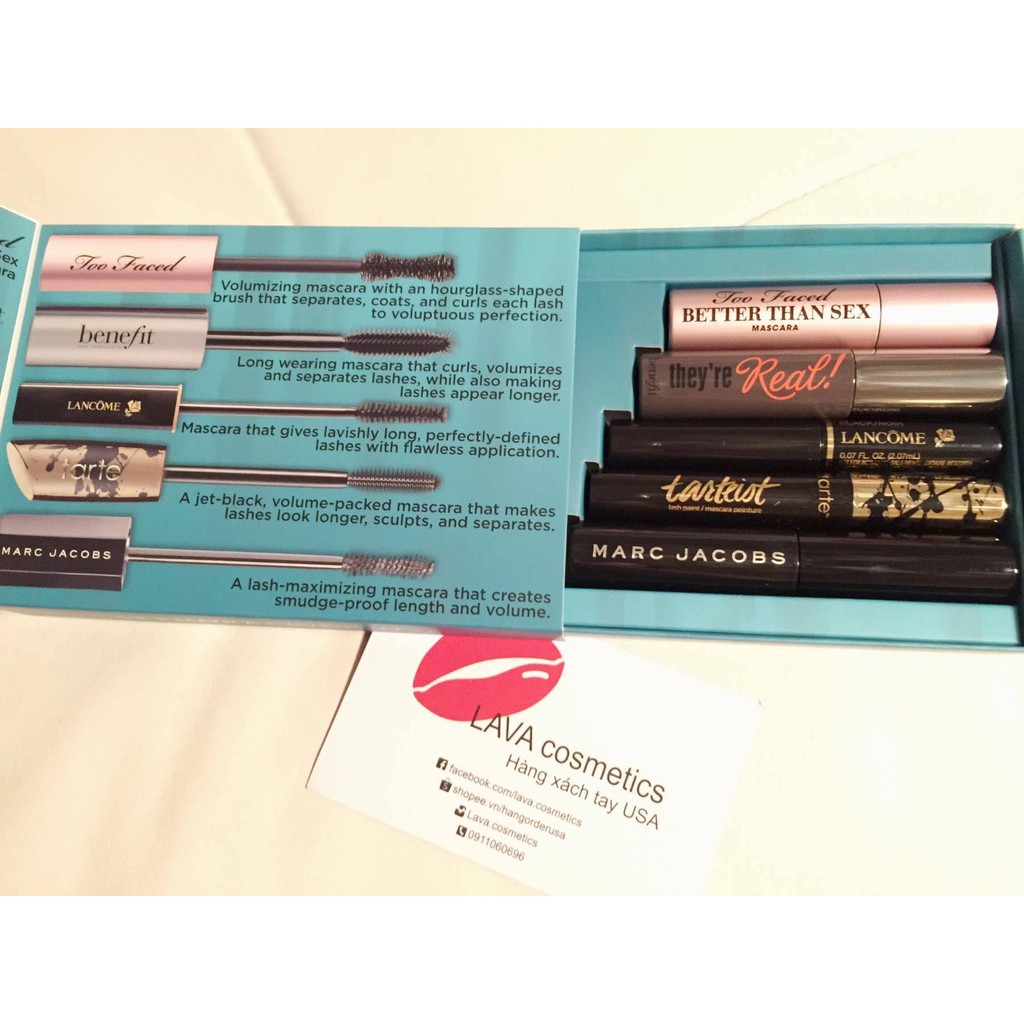 Sex
Too Faced
Volumizing mascara with an hourglass-shaped
brush that separates, coats, and curls each lash
to voluptuous perfection.
benefit
Long wearing mascara that curls, volumizes
and separates lashes, while also making
lashes appear longer.
LANCÔME
Mascara that gives lavishly long, perfectly-defined
lashes with flawless application.
tarte
A jet-black, volume-packed mascara that makes
lashes look longer, sculpts, and separates.
MARC JACOBS
A lash-maximizing mascara that creates
smudge-proof length and volume.
Too Faced
BETTER THAN SEX
MASCARA
benefit
they're Real!
LANCÔME
0.07 FL. OZ. (2.07mL)
tarteist
lash paint / mascara peinture
tarte
MARC JACOBS
LAVA cosmetics
Hàng xách tay USA
facebook.com/lava.cosmetics
shopee.vn/hangorderusa
Lava.cosmetics
0911060696